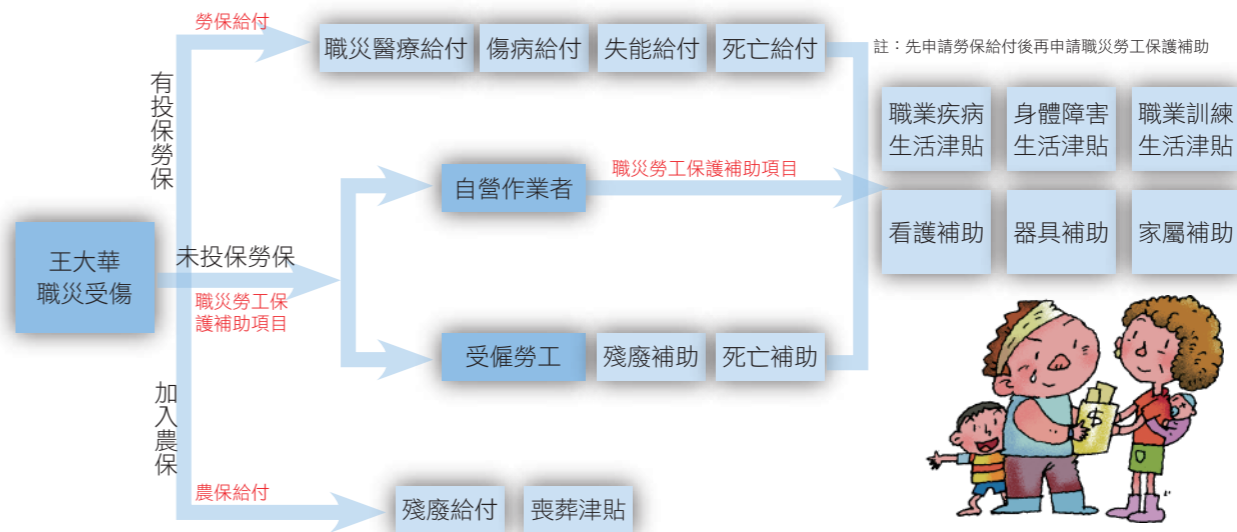 勞保給付
職災醫療給付
傷病給付
失能給付
死亡給付
註：先申請勞保給付後再申請職災勞工保護補助
有投保勞保
職業疾病
生活津貼
身體障害
生活津貼
職業訓練
生活津貼
自營作業者
職災勞工保護補助項目
看護補助
器具補助
家屬補助
王大華
職災受傷
未投保勞保
職災勞工保
護補助項目
受僱勞工
殘廢補助
死亡補助
加入農保
農保給付
殘廢給付
喪葬津貼
$